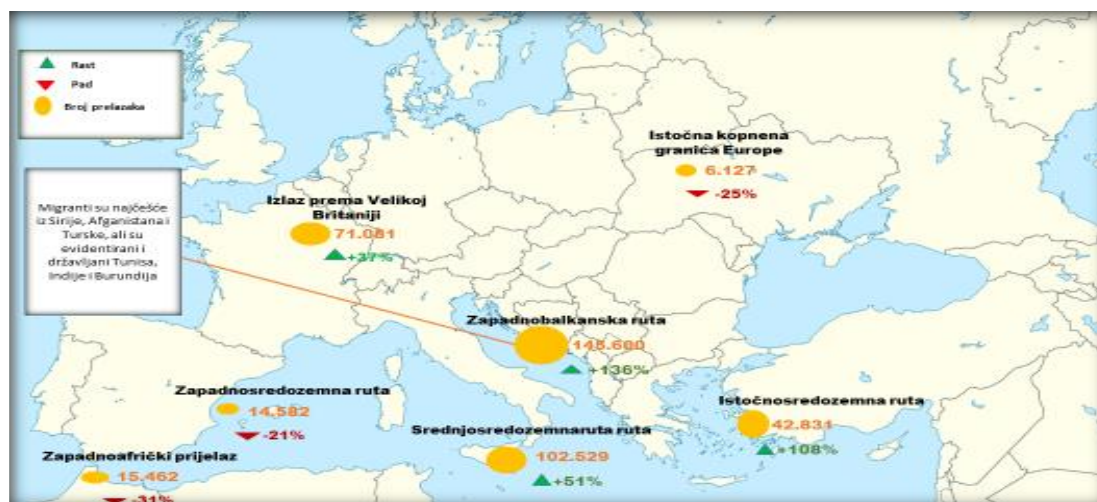 Rast
Pad
Broj prelazaka
Istočna kopnena
granica Europe
6.127
-25%
Migranti su najčešće
iz Sirije, Afganistana i
Turske, ali su
evidentirani i
državljani Tunisa,
Indije i Burundija
Izlaz prema Velikoj
Britaniji
71.081
+37%
Zapadnobalkanska ruta
145.600
+136%
Zapadnosredozemna ruta
14.582
-21%
Istočnosredozemna ruta
42.831
+108%
Srednjosredozemnaruta ruta
102.529
+51%
Zapadnoafrički prijelaz
15.462
-31%